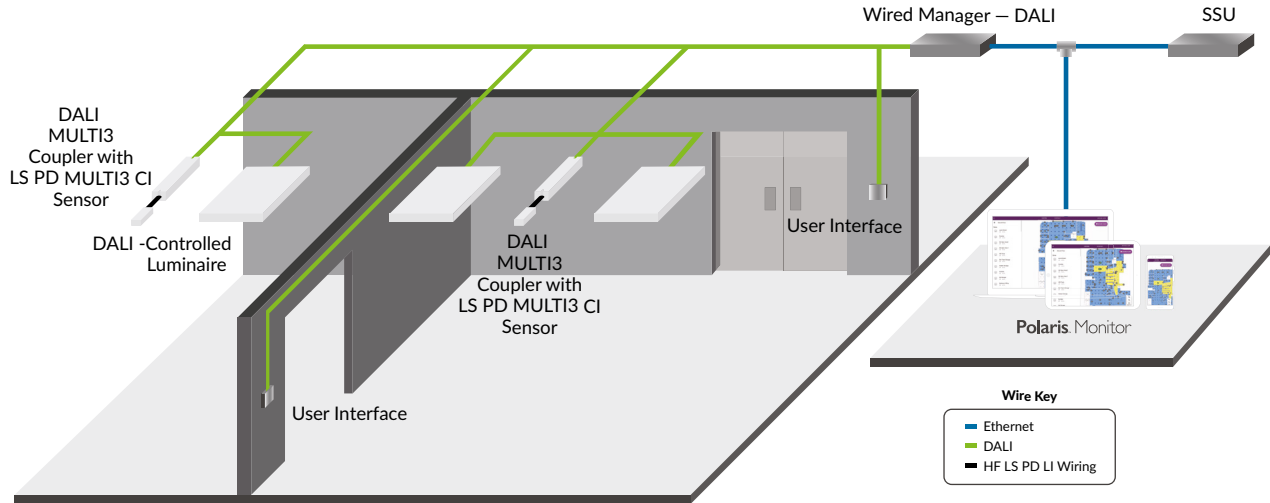 Wired Manager — DALI
SSU
DALI
MULTI3
Coupler with
LS PD MULTI3 CI
Sensor
DALI -Controlled
Luminaire
DALI
MULTI3
Coupler with
LS PD MULTI3 CI
Sensor
User Interface
User Interface
Polaris. Monitor
Wire Key
Ethernet
DALI
HF LS PD LI Wiring